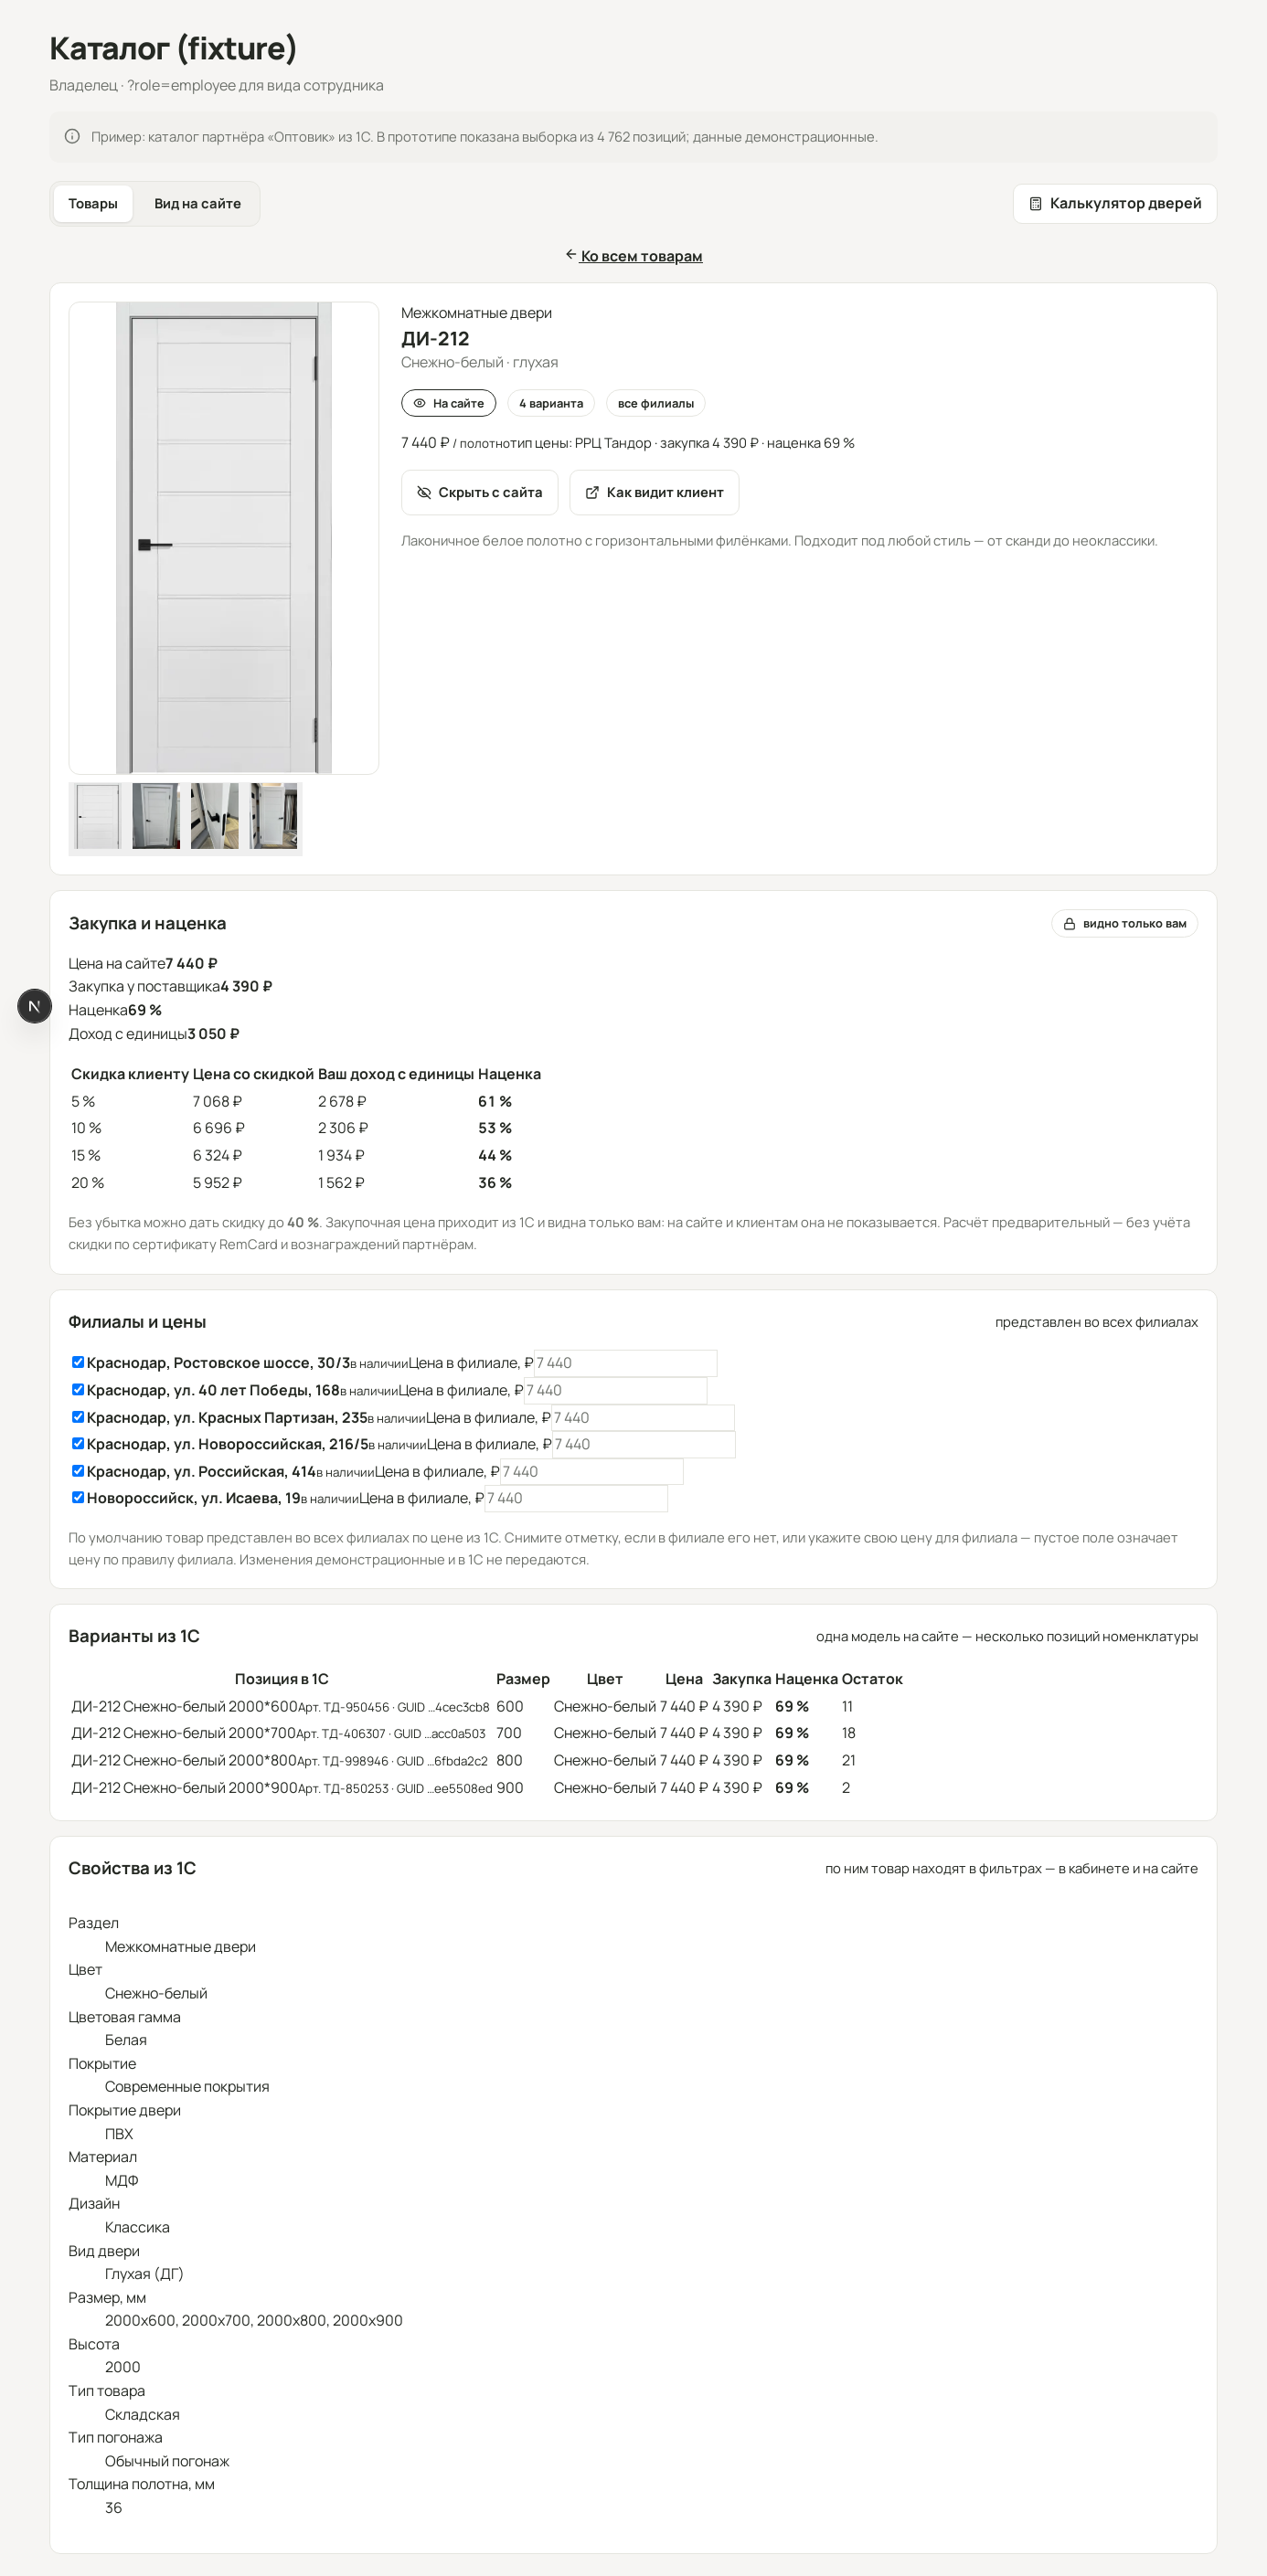 Каталог (fixture)
Владелец · ?role=employee для вида сотрудника
Пример: каталог партнёра «Оптовик» из 1С. В прототипе показана выборка из 4 762 позиций; данные демонстрационные.
Товары Вид на сайте Калькулятор дверей
← Ко всем товарам
Межкомнатные двери
ДИ-212
Снежно-белый · глухая
На сайте 4 варианта все филиалы
7 440 ₽ / полотнотип цены: РРЦ Тандор · закупка 4 390 ₽ · наценка 69 %
Скрыть с сайта Как видит клиент
Лаконичное белое полотно с горизонтальными филёнками. Подходит под любой стиль — от сканди до неоклассики.
Закупка и наценка видно только вам
Цена на сайте7 440 ₽
Закупка у поставщика4 390 ₽
N
Наценка69 %
Доход с единицы3 050 ₽
Скидка клиенту Цена со скидкой Ваш доход с единицы Наценка
5 % 7 068 ₽ 2 678 ₽ 61 %
10 % 6 696 ₽ 2 306 ₽ 53 %
15 % 6 324 ₽ 1 934 ₽ 44 %
20 % 5 952 ₽ 1 562 ₽ 36 %
Без убытка можно дать скидку до 40 %. Закупочная цена приходит из 1С и видна только вам: на сайте и клиентам она не показывается. Расчёт предварительный — без учёта
скидки по сертификату RemCard и вознаграждений партнёрам.
Филиалы и цены представлен во всех филиалах
Краснодар, Ростовское шоссе, 30/3в наличииЦена в филиале, ₽ 7 440
Краснодар, ул. 40 лет Победы, 168в наличииЦена в филиале, ₽ 7 440
Краснодар, ул. Красных Партизан, 235в наличииЦена в филиале, ₽ 7 440
Краснодар, ул. Новороссийская, 216/5в наличииЦена в филиале, ₽ 7 440
Краснодар, ул. Российская, 414в наличииЦена в филиале, ₽ 7 440
Новороссийск, ул. Исаева, 19в наличииЦена в филиале, ₽ 7 440
По умолчанию товар представлен во всех филиалах по цене из 1С. Снимите отметку, если в филиале его нет, или укажите свою цену для филиала — пустое поле означает
цену по правилу филиала. Изменения демонстрационные и в 1С не передаются.
Варианты из 1С одна модель на сайте — несколько позиций номенклатуры
Позиция в 1С Размер Цвет Цена Закупка Наценка Остаток
ДИ-212 Снежно-белый 2000*600Арт. ТД-950456 · GUID …4cec3cb8 600 Снежно-белый 7 440 ₽ 4 390 ₽ 69 % 11
ДИ-212 Снежно-белый 2000*700Арт. ТД-406307 · GUID …acc0a503 700 Снежно-белый 7 440 ₽ 4 390 ₽ 69 % 18
ДИ-212 Снежно-белый 2000*800Арт. ТД-998946 · GUID …6fbda2c2 800 Снежно-белый 7 440 ₽ 4 390 ₽ 69 % 21
ДИ-212 Снежно-белый 2000*900Арт. ТД-850253 · GUID …ee5508ed 900 Снежно-белый 7 440 ₽ 4 390 ₽ 69 % 2
Свойства из 1С по ним товар находят в фильтрах — в кабинете и на сайте
Раздел
Межкомнатные двери
Цвет
Снежно-белый
Цветовая гамма
Белая
Покрытие
Современные покрытия
Покрытие двери
ПВХ
Материал
МДФ
Дизайн
Классика
Вид двери
Глухая (ДГ)
Размер, мм
2000х600, 2000х700, 2000х800, 2000х900
Высота
2000
Тип товара
Складская
Тип погонажа
Обычный погонаж
Толщина полотна, мм
36